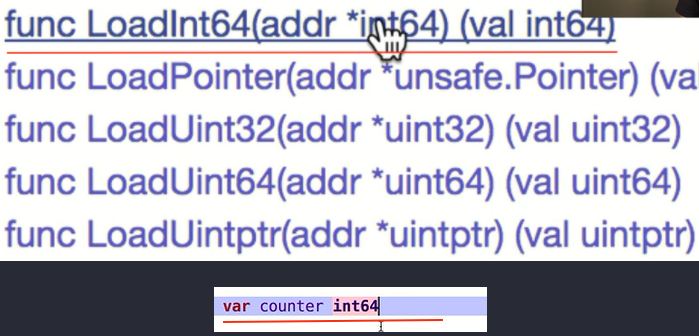 func LoadInt64(addr *int64) (val int64)
func LoadPointer(addr *unsafe.Pointer) (va
func LoadUint32(addr *uint32) (val uint32)
func LoadUint64(addr *uint64) (val uint64)
func LoadUintptr(addr *uintptr) (val uintptr)
var counter int64